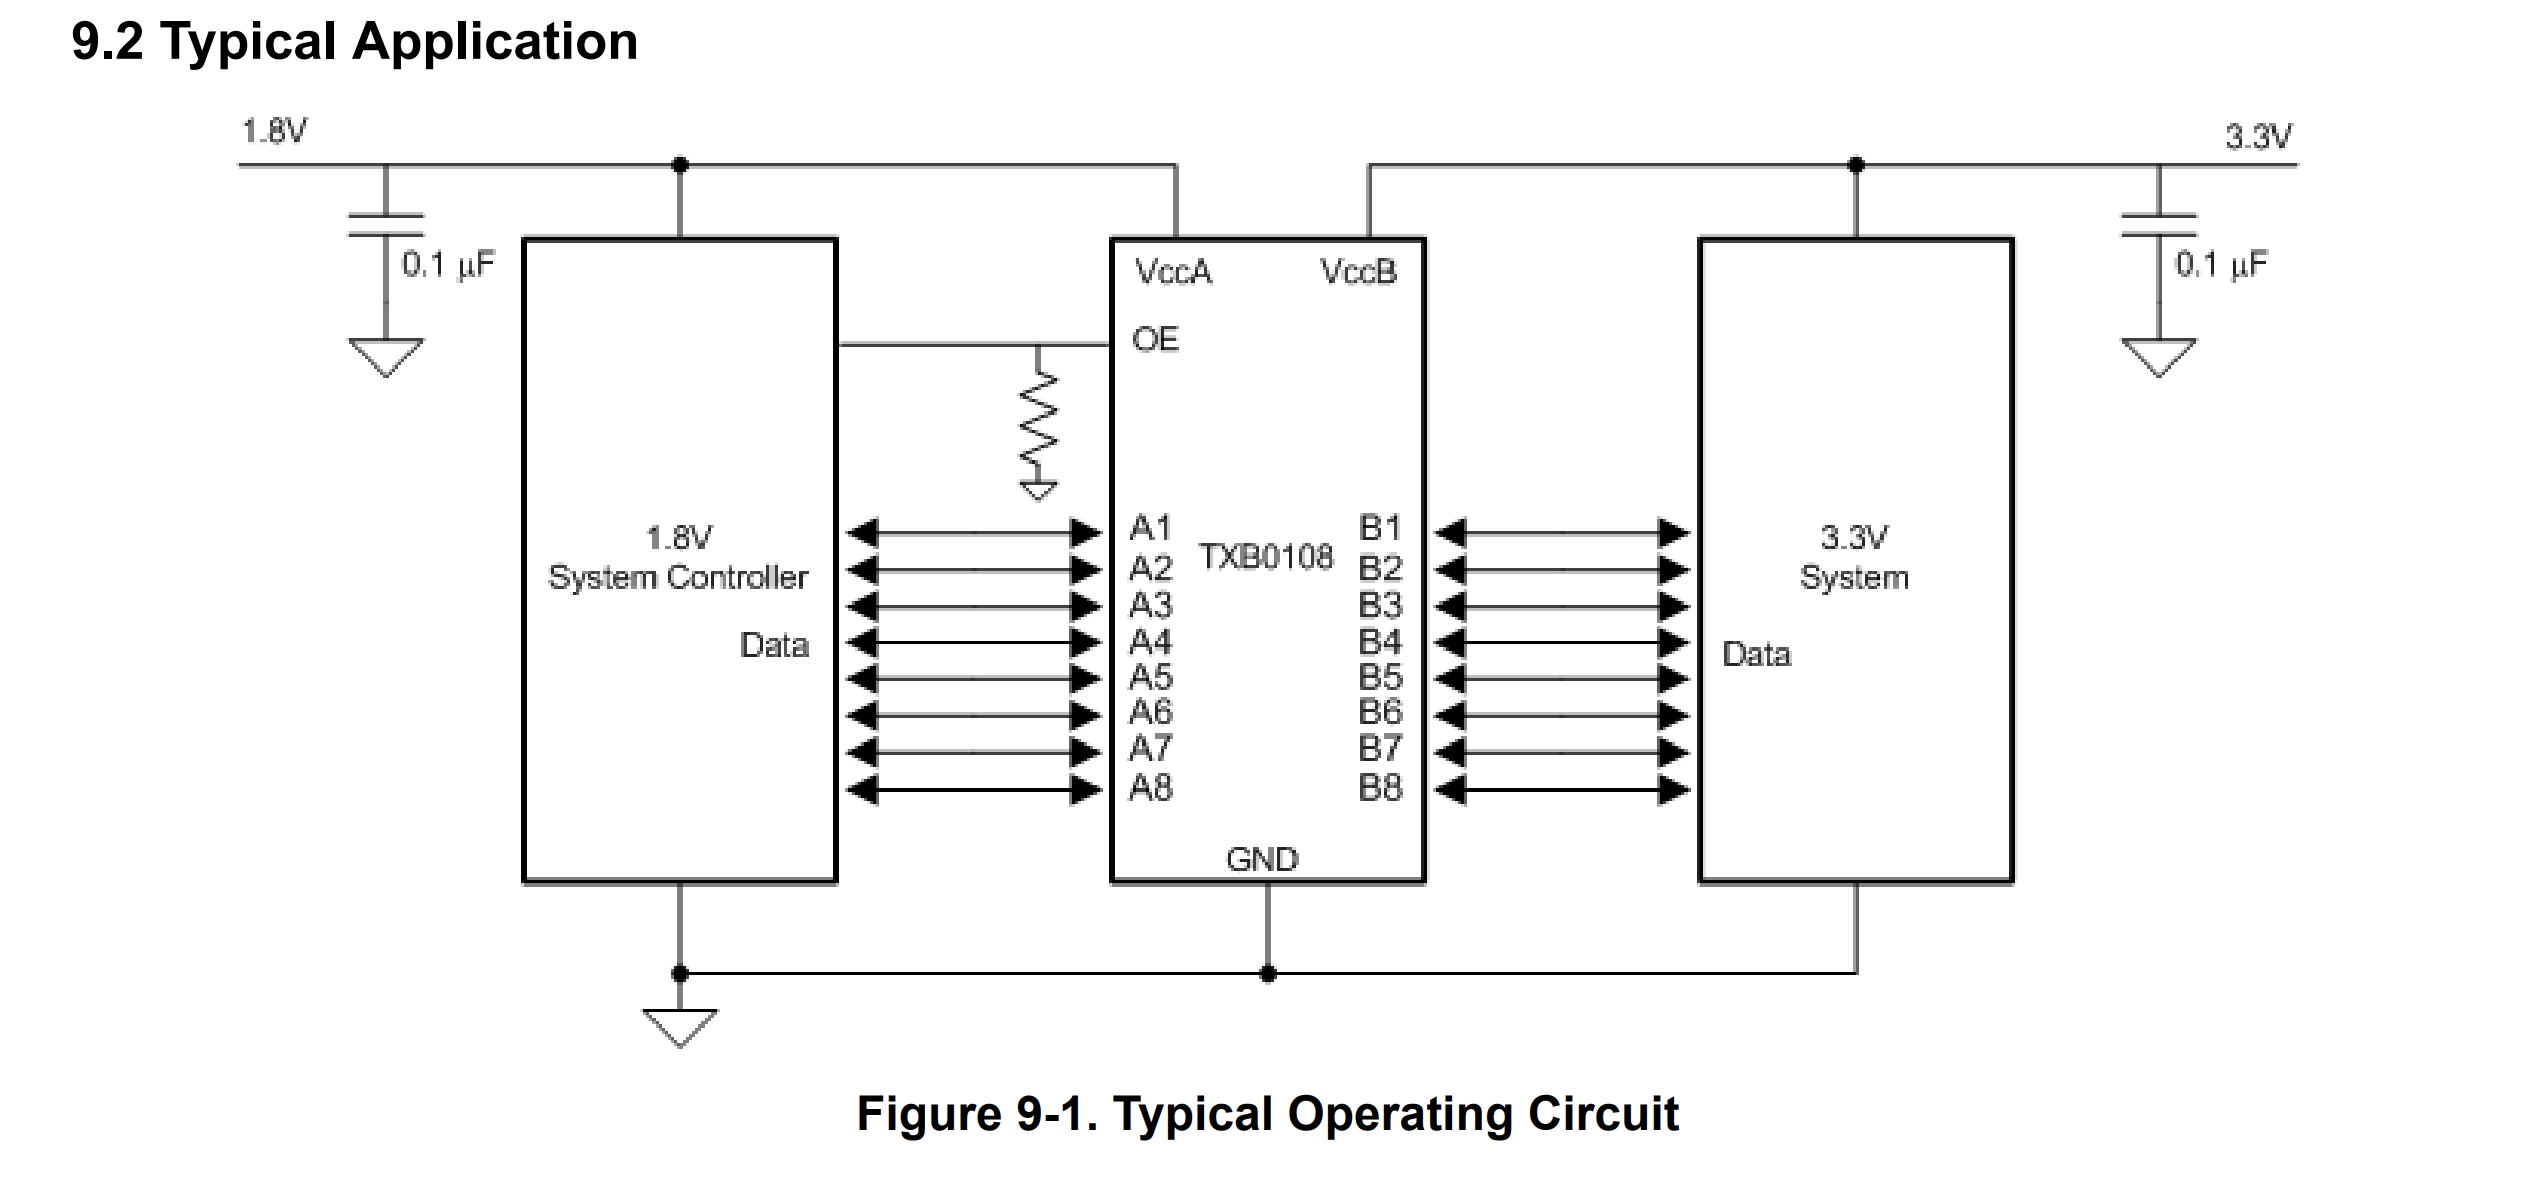 9.2 Typical Application
1.8V
3.3V
0.1 µF
0.1 µF
VccA
VccB
OE
1.8V
System Controller
Data
A1
A2
A3
A4
A5
A6
A7
A8
TXB0108
B1
B2
B3
B4
B5
B6
B7
B8
GND
3.3V
System
Data
Figure 9-1. Typical Operating Circuit